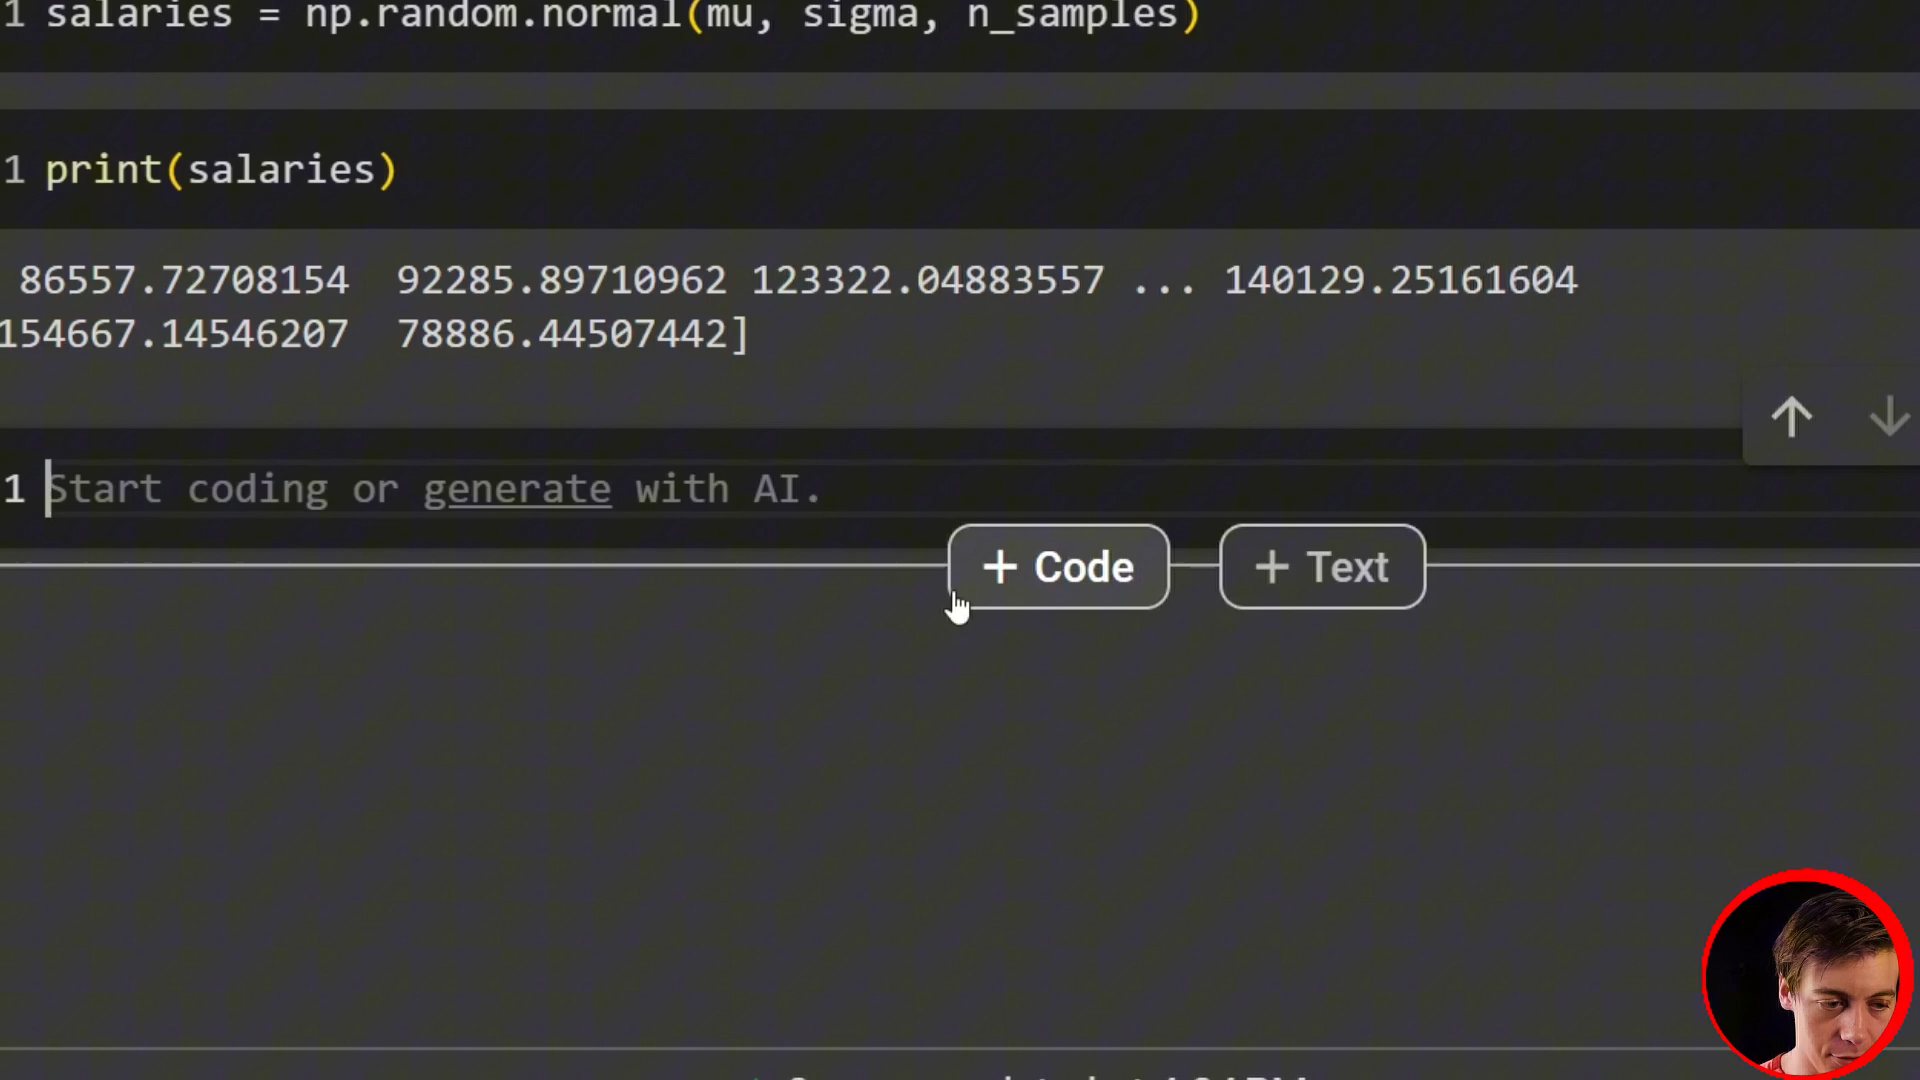 1 salaries = np.random.normal(mu, sigma, n_samples)
1 print(salaries)
86557.72708154 92285.89710962 123322.04883557 ... 140129.25161604
154667.14546207 78886.44507442]
1 Start coding or generate with AI.
+ Code + Text